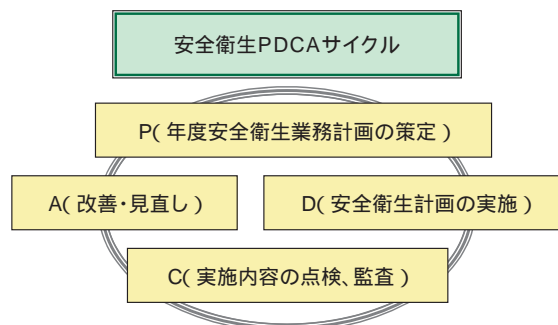 安全衛生PDCAサイクル
P( 年度安全衛生業務計画の策定 )
A( 改善・見直し )
D( 安全衛生計画の実施 )
C( 実施内容の点検、監査 )